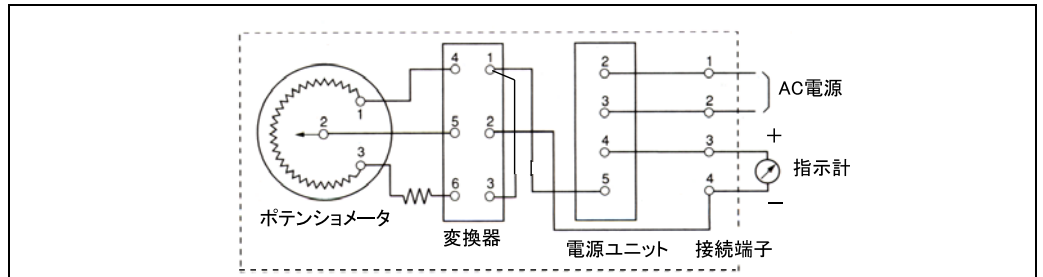 4 1 2 1
AC電源
1 3 2
2 5 2 +
3 4 3
指示計
6 3 5 4 −
ポテンショメータ
変換器
電源ユニット
接続端子